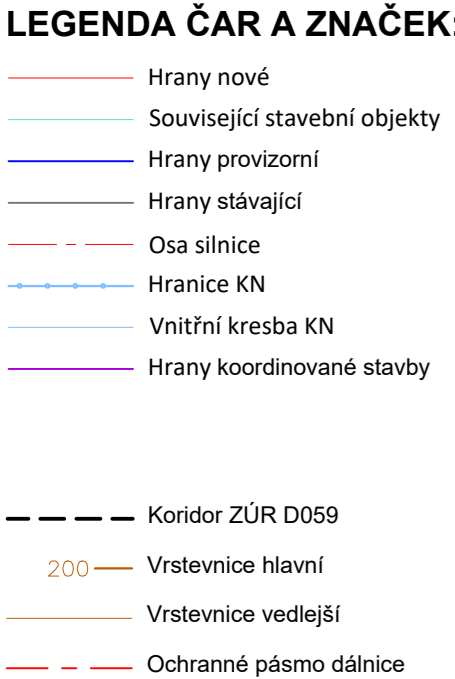 LEGENDA ČAR A ZNAČEK:
Hrany nové
Související stavební objekty
Hrany provizorní
Hrany stávající
Osa silnice
Hranice KN
Vnitřní kresba KN
Hrany koordinované stavby
Koridor ZÚR D059
200 Vrstevnice hlavní
Vrstevnice vedlejší
Ochranné pásmo dálnice